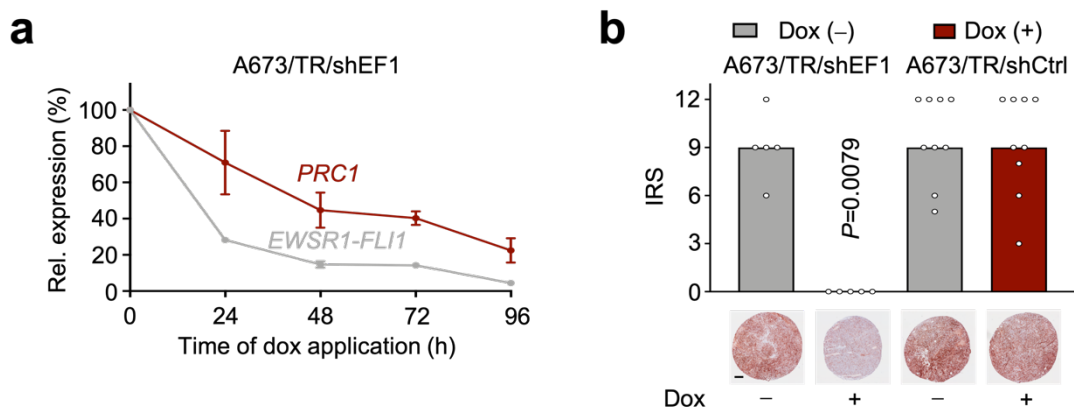 a
A673/TR/shEF1
Rel. expression (%)
100
80
60
40
20
0
PRC1
EWSR1-FLI1
0 24 48 72 96
Time of dox application (h)
b
Dox (–) Dox (+)
A673/TR/shEF1 A673/TR/shCtrl
IRS
12
9
6
3
0
P=0.0079
Dox – + – +